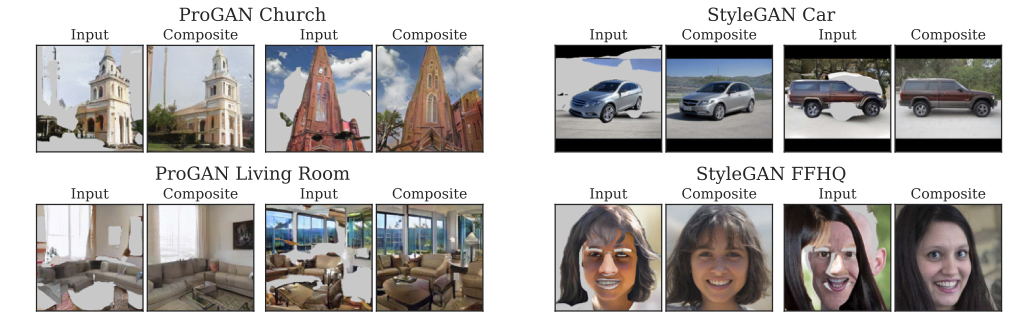 ProGAN Church
Input Composite Input Composite
StyleGAN Car
Input Composite Input Composite
ProGAN Living Room
Input Composite Input Composite
StyleGAN FFHQ
Input Composite Input Composite